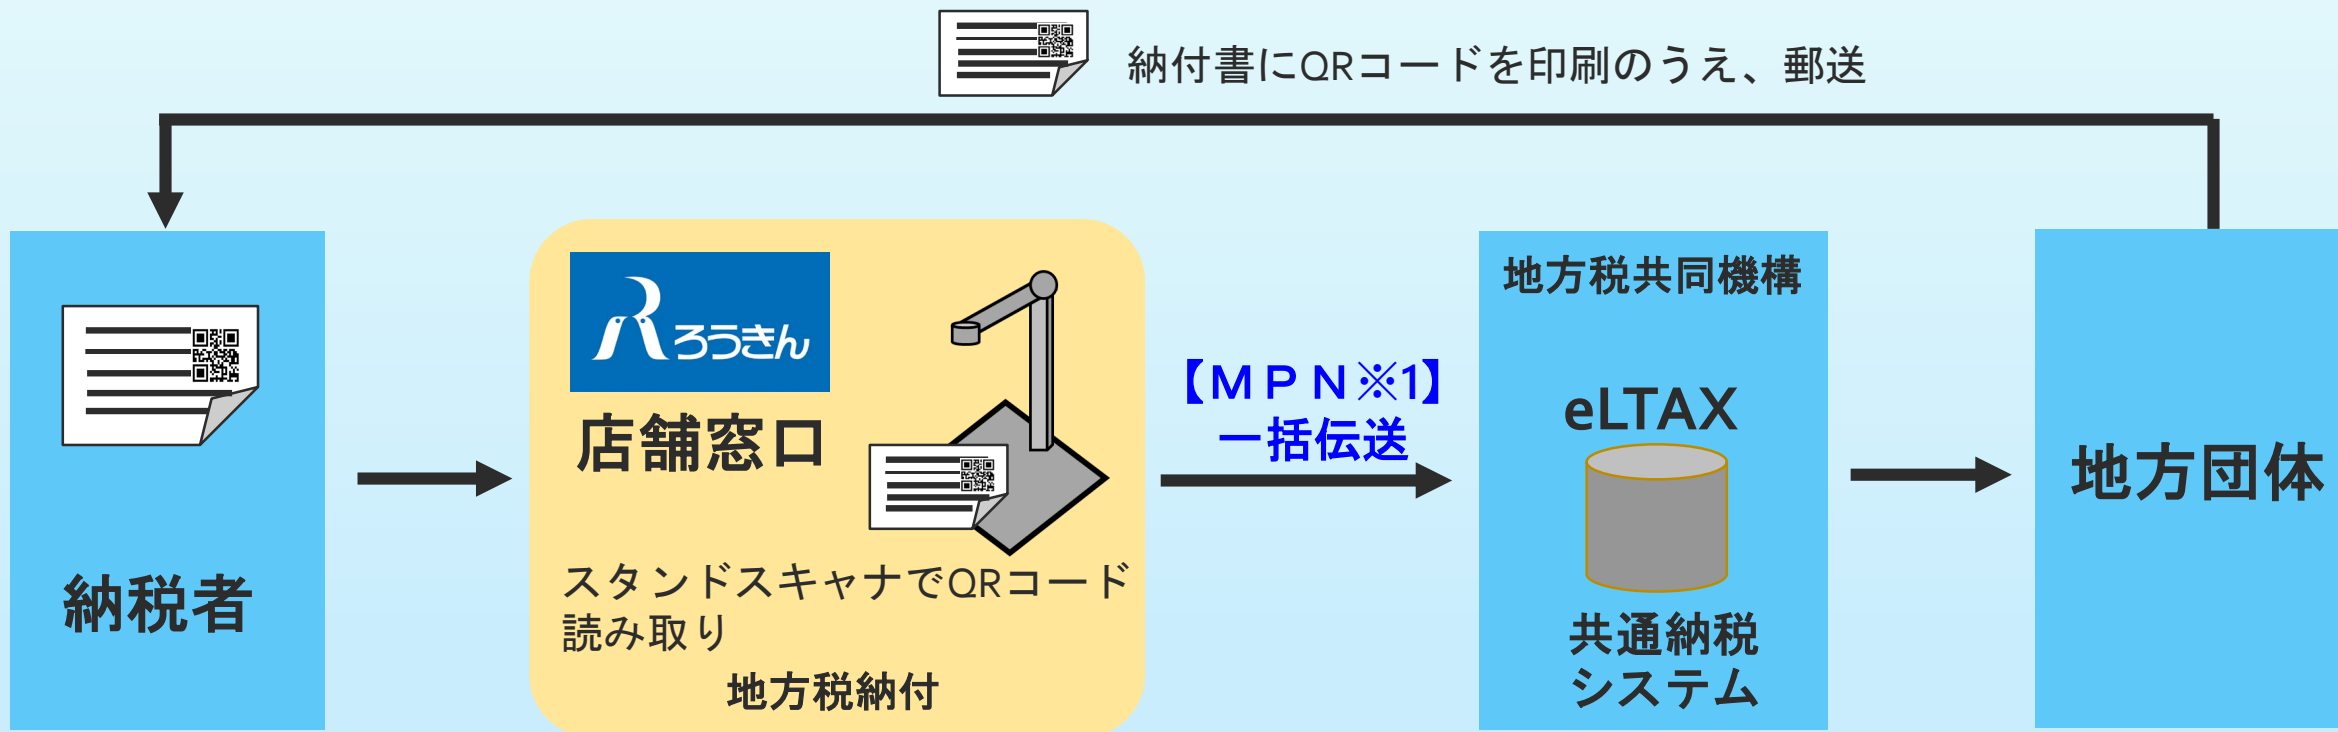 納付書にQRコードを印刷のうえ、郵送
納税者
ろうきん
店舗窓口
スタンドスキャナでQRコード
読み取り
地方税納付
【ＭＰＮ※1】
一括伝送
地方税共同機構
eLTAX
共通納税
システム
地方団体